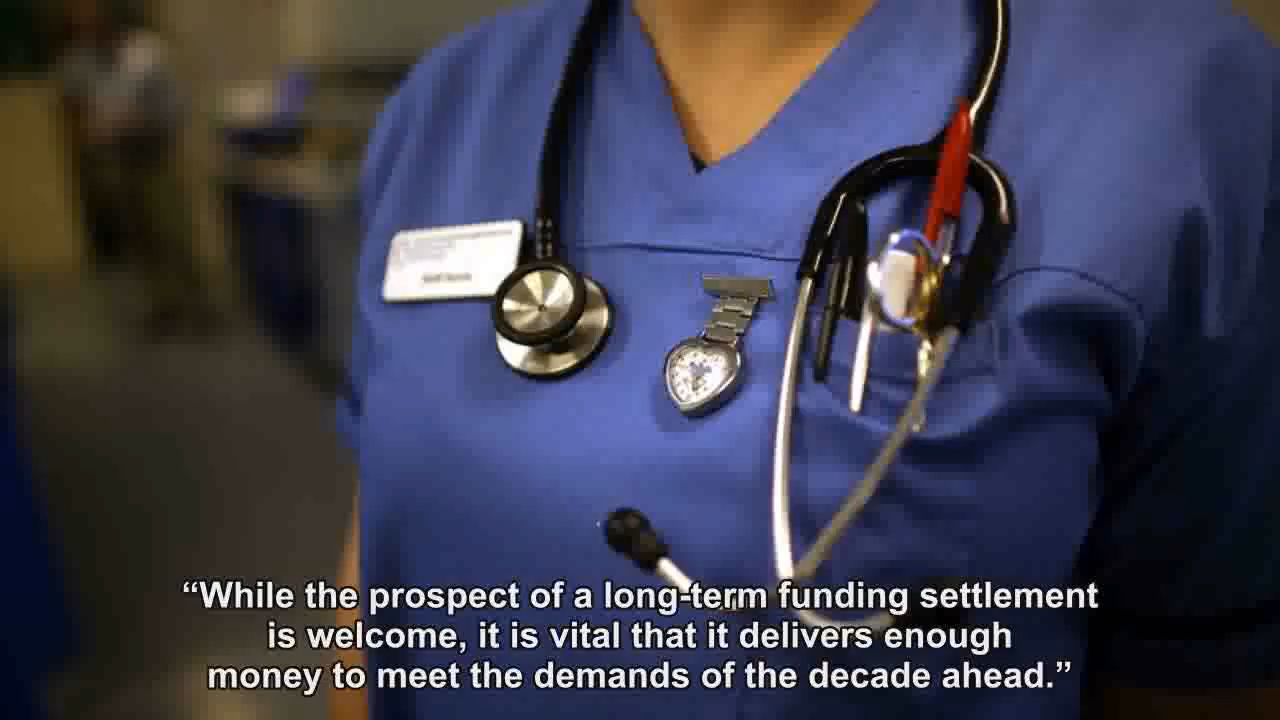 “While the prospect of a long-term funding settlement
is welcome, it is vital that it delivers enough
money to meet the demands of the decade ahead.”